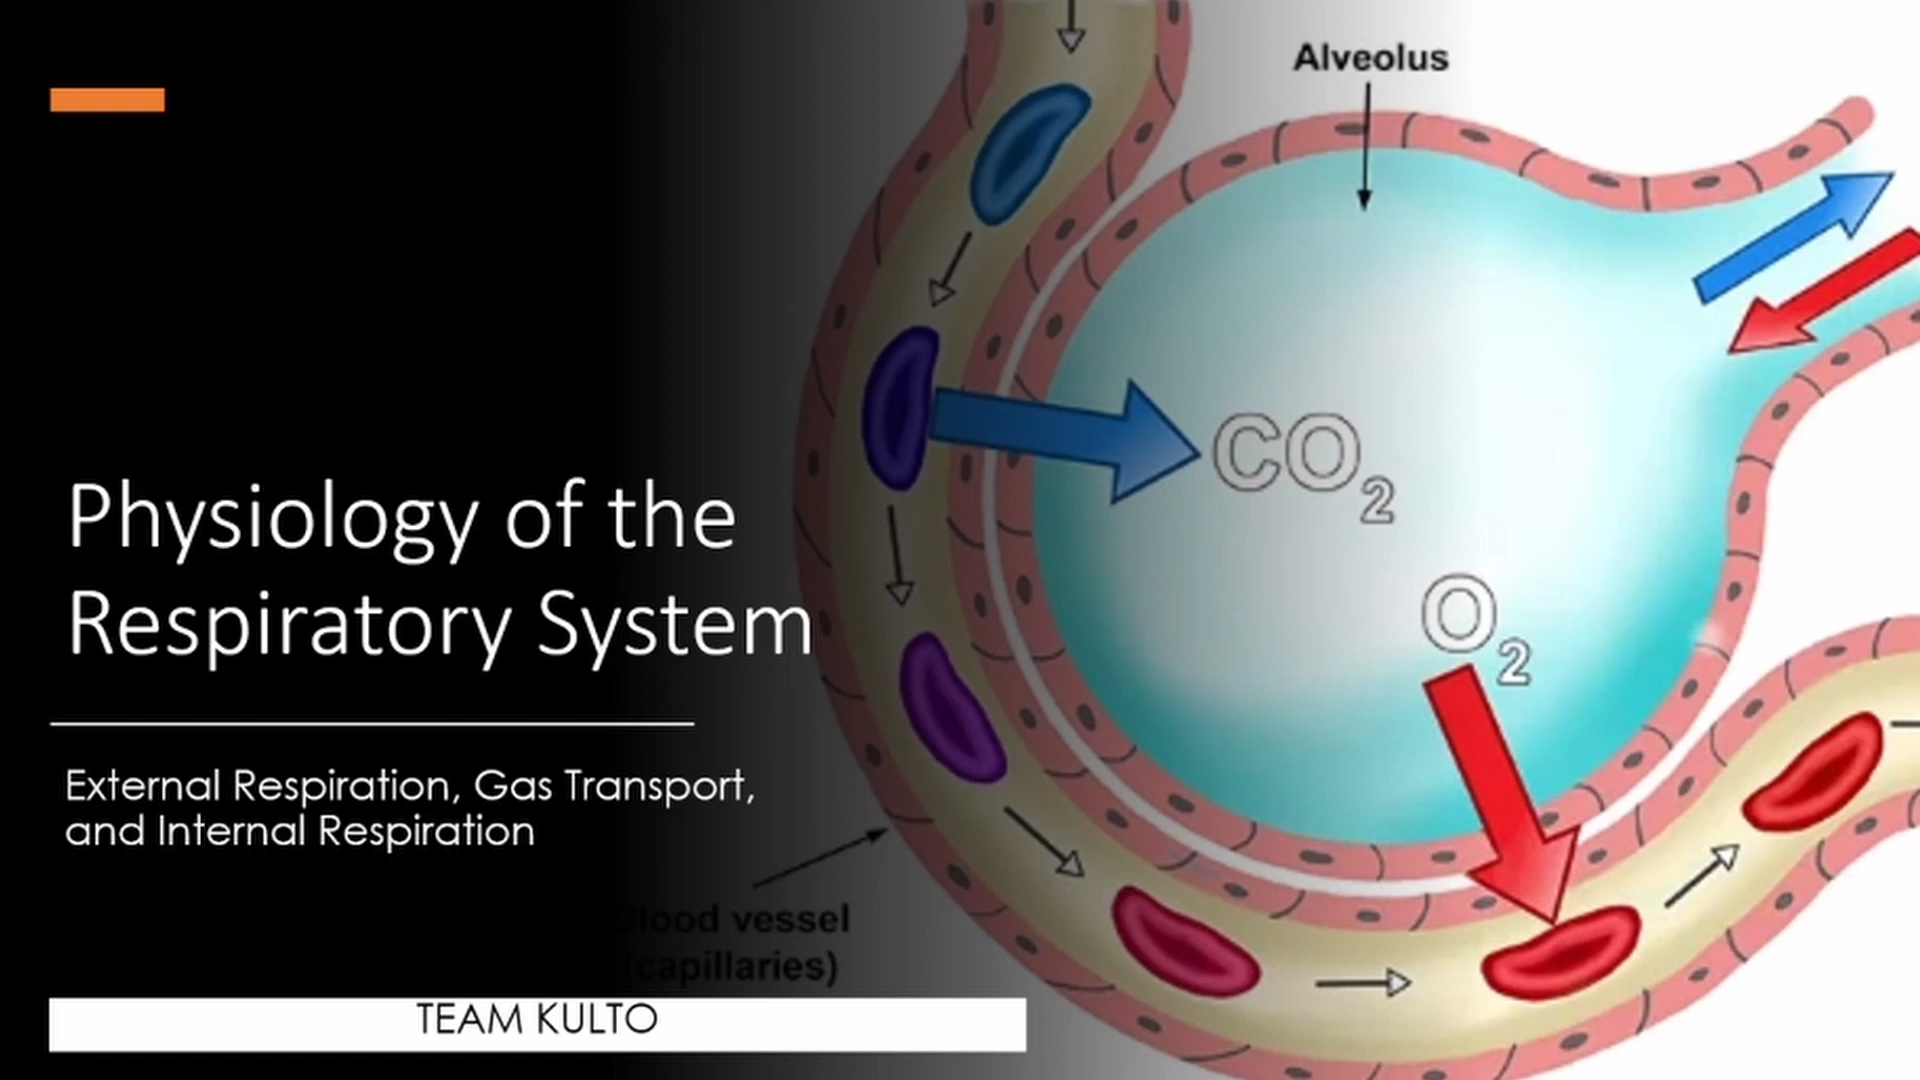 Alveolus
CO₂
O₂
Physiology of the
Respiratory System
External Respiration, Gas Transport,
and Internal Respiration
Blood vessel
(capillaries)
TEAM KULTO